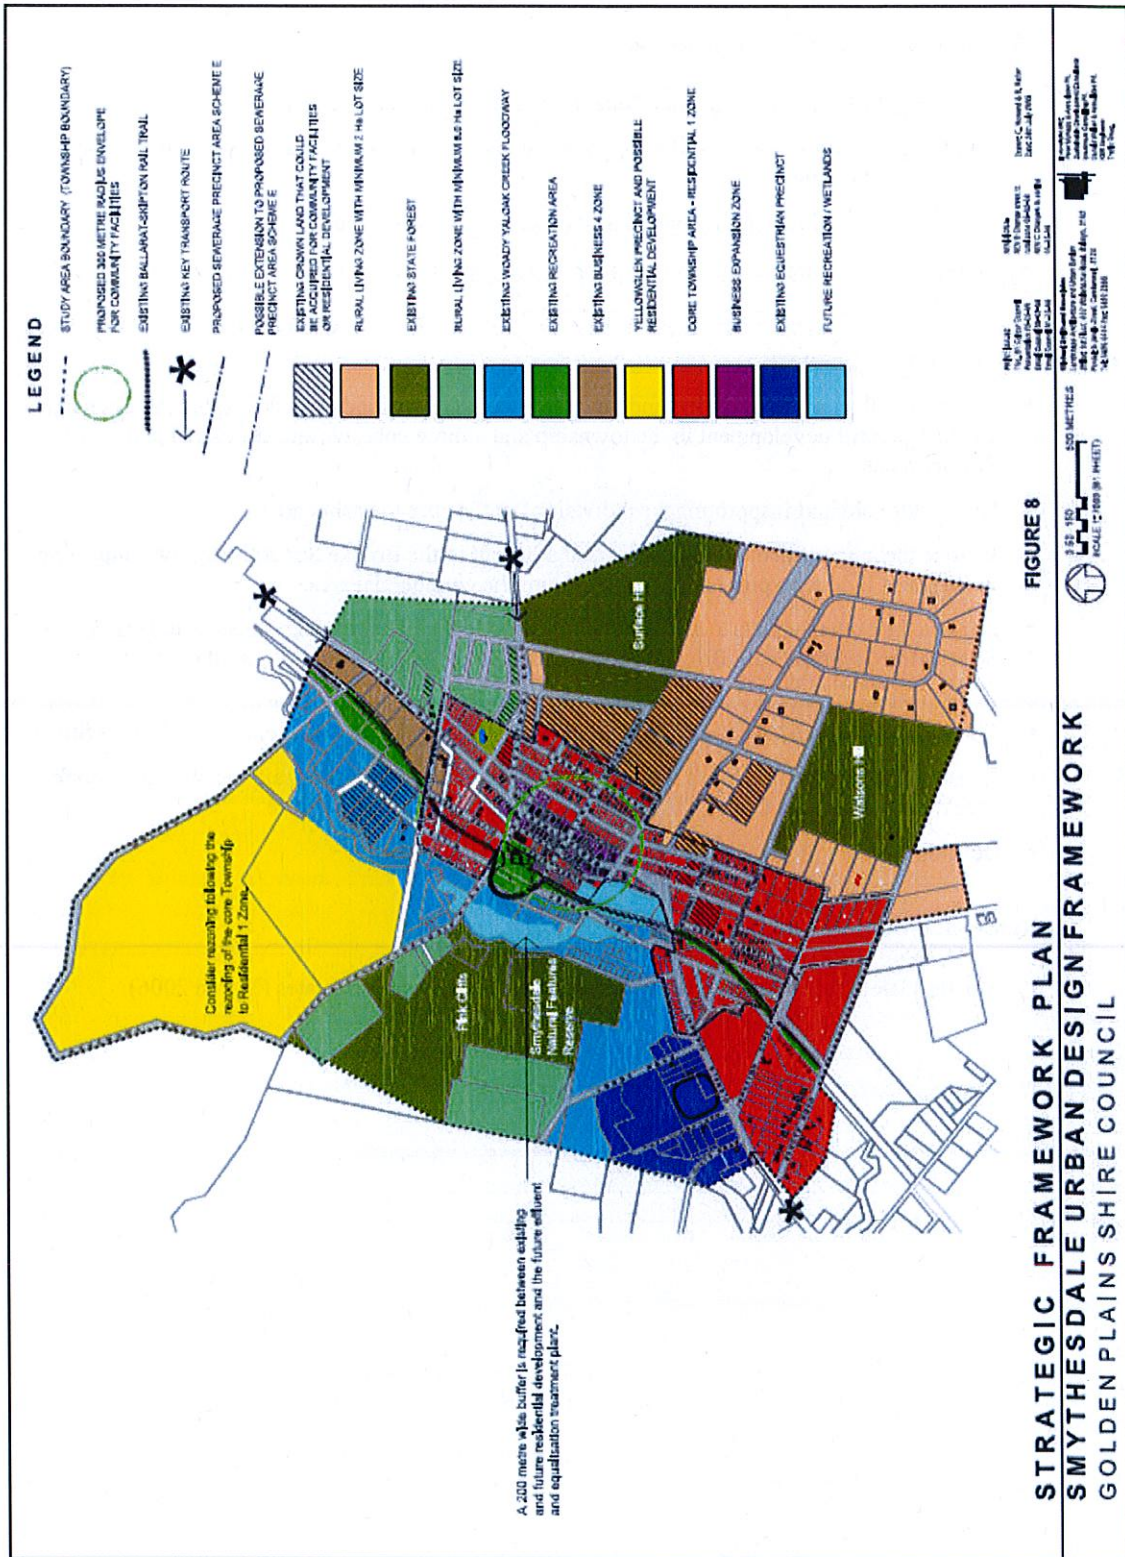 LEGEND
STUDY AREA BOUNDARY (TOWNSHIP BOUNDARY)
PROPOSED 300 METRE RADIUS ENVELOPE
FOR COMMUNITY FACILITIES
EXISTING BALLARAT-SKIPTON RAIL TRAIL
EXISTING KEY TRANSPORT ROUTE
PROPOSED SEWERAGE PRECINCT AREA SCHEME E
POSSIBLE EXTENSION TO PROPOSED SEWERAGE
PRECINCT AREA SCHEME E
EXISTING CROWN LAND THAT COULD
BE ACQUIRED FOR COMMUNITY FACILITIES
OR RESIDENTIAL DEVELOPMENT
RURAL LIVING ZONE WITH MINIMUM 2 Ha LOT SIZE
EXISTING STATE FOREST
RURAL LIVING ZONE WITH MINIMUM 8.0 Ha LOT SIZE
EXISTING WOADY YALOAK CREEK FLOODWAY
EXISTING RECREATION AREA
EXISTING BUSINESS 4 ZONE
YELLOWGLEN PRECINCT AND POSSIBLE
RESIDENTIAL DEVELOPMENT
CORE TOWNSHIP AREA - RESIDENTIAL 1 ZONE
BUSINESS EXPANSION ZONE
EXISTING EQUESTRIAN PRECINCT
FUTURE RECREATION / WETLANDS
Consider rezoning following the
rezoning of the core Township
to Residential 1 Zone.
Surface Hill
Watsons Hill
Pink Cliffs
Smythesdale
Natural Features
Reserve
A 200 metre wide buffer is required between existing
and future residential development and the future effluent
and equalisation treatment plant.
FIGURE 8
500 METRES
STRATEGIC FRAMEWORK PLAN
SMYTHESDALE URBAN DESIGN FRAMEWORK
GOLDEN PLAINS SHIRE COUNCIL